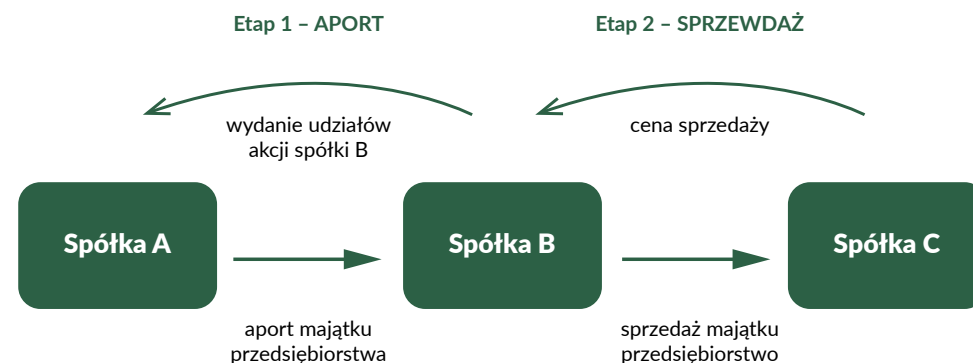 Etap 1 – APORT
Etap 2 – SPRZEWDAŻ
wydanie udziałów
akcji spółki B
cena sprzedaży
Spółka A
Spółka B
Spółka C
aport majątku
przedsiębiorstwa
sprzedaż majątku
przedsiębiorstwo